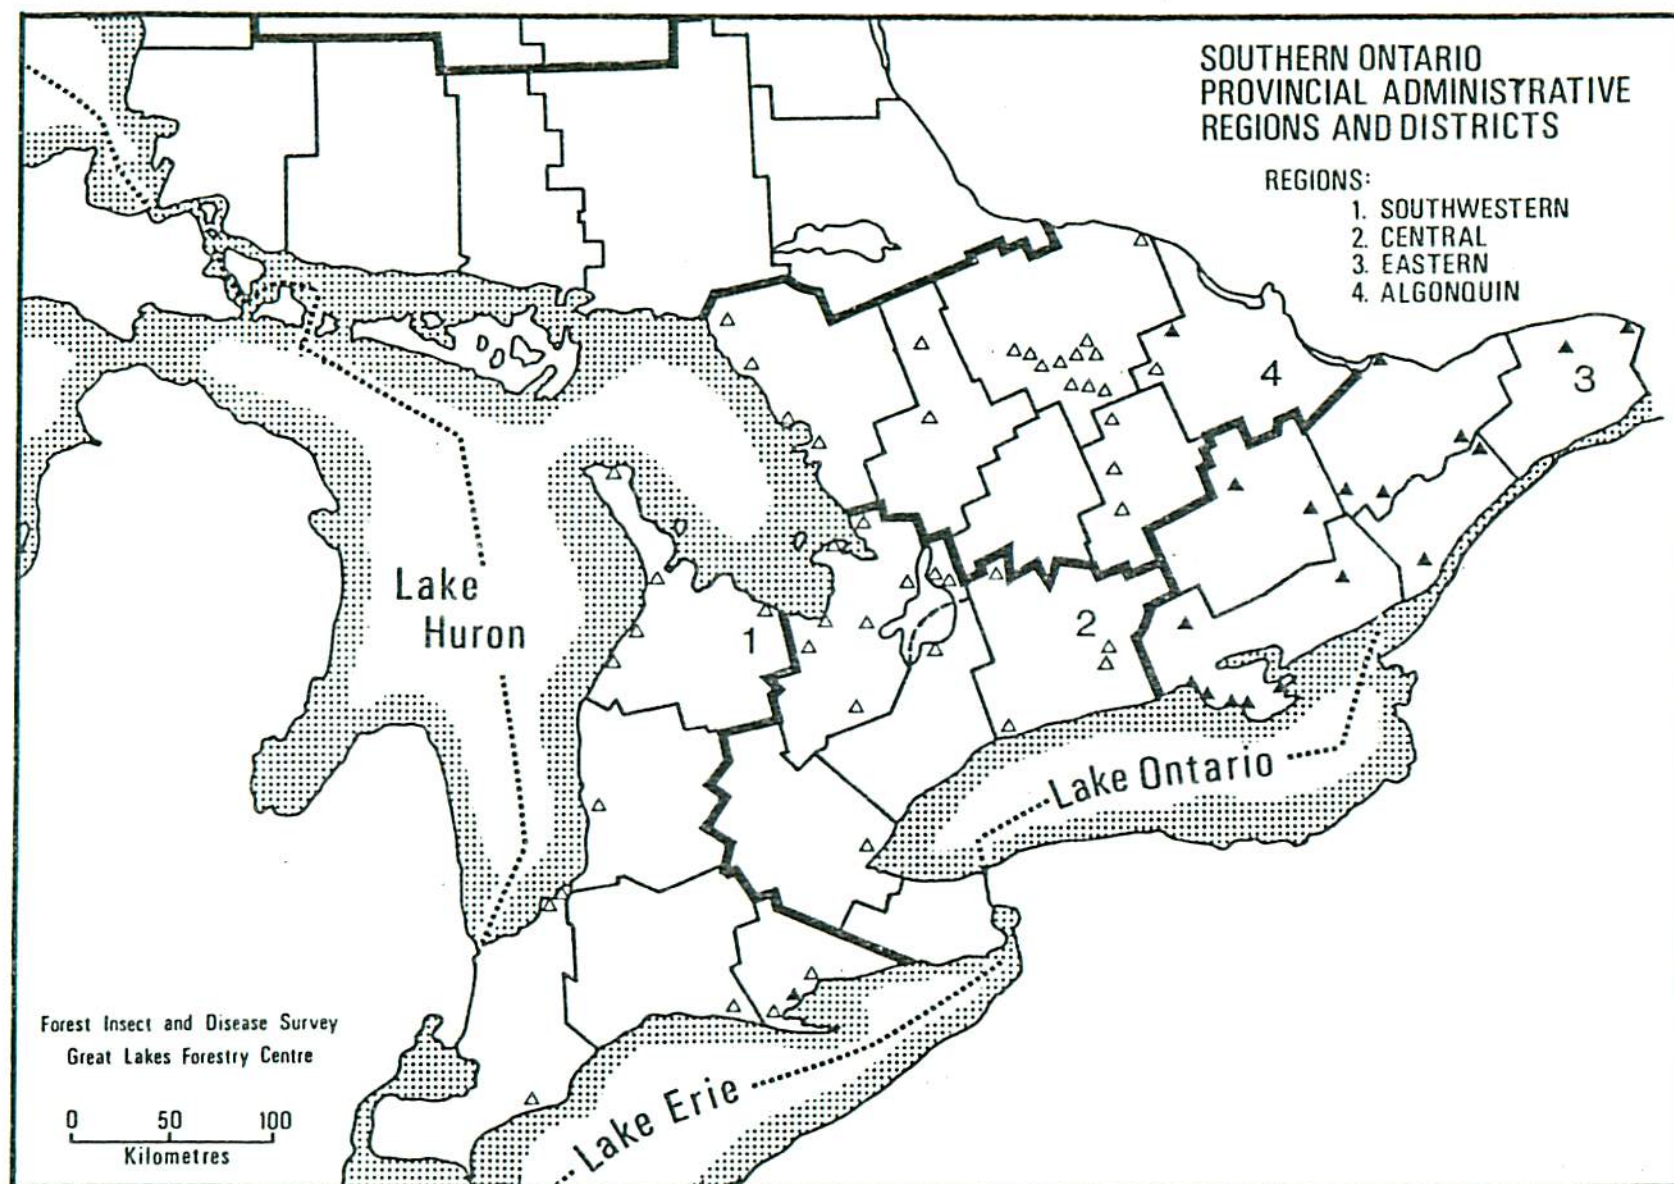 SOUTHERN ONTARIO
PROVINCIAL ADMINISTRATIVE
REGIONS AND DISTRICTS
REGIONS:
1. SOUTHWESTERN
2. CENTRAL
3. EASTERN
4. ALGONQUIN
4
3
Lake
Huron
1
2
Lake Ontario
Forest Insect and Disease Survey
Great Lakes Forestry Centre
Lake Erie
0 50 100
Kilometres